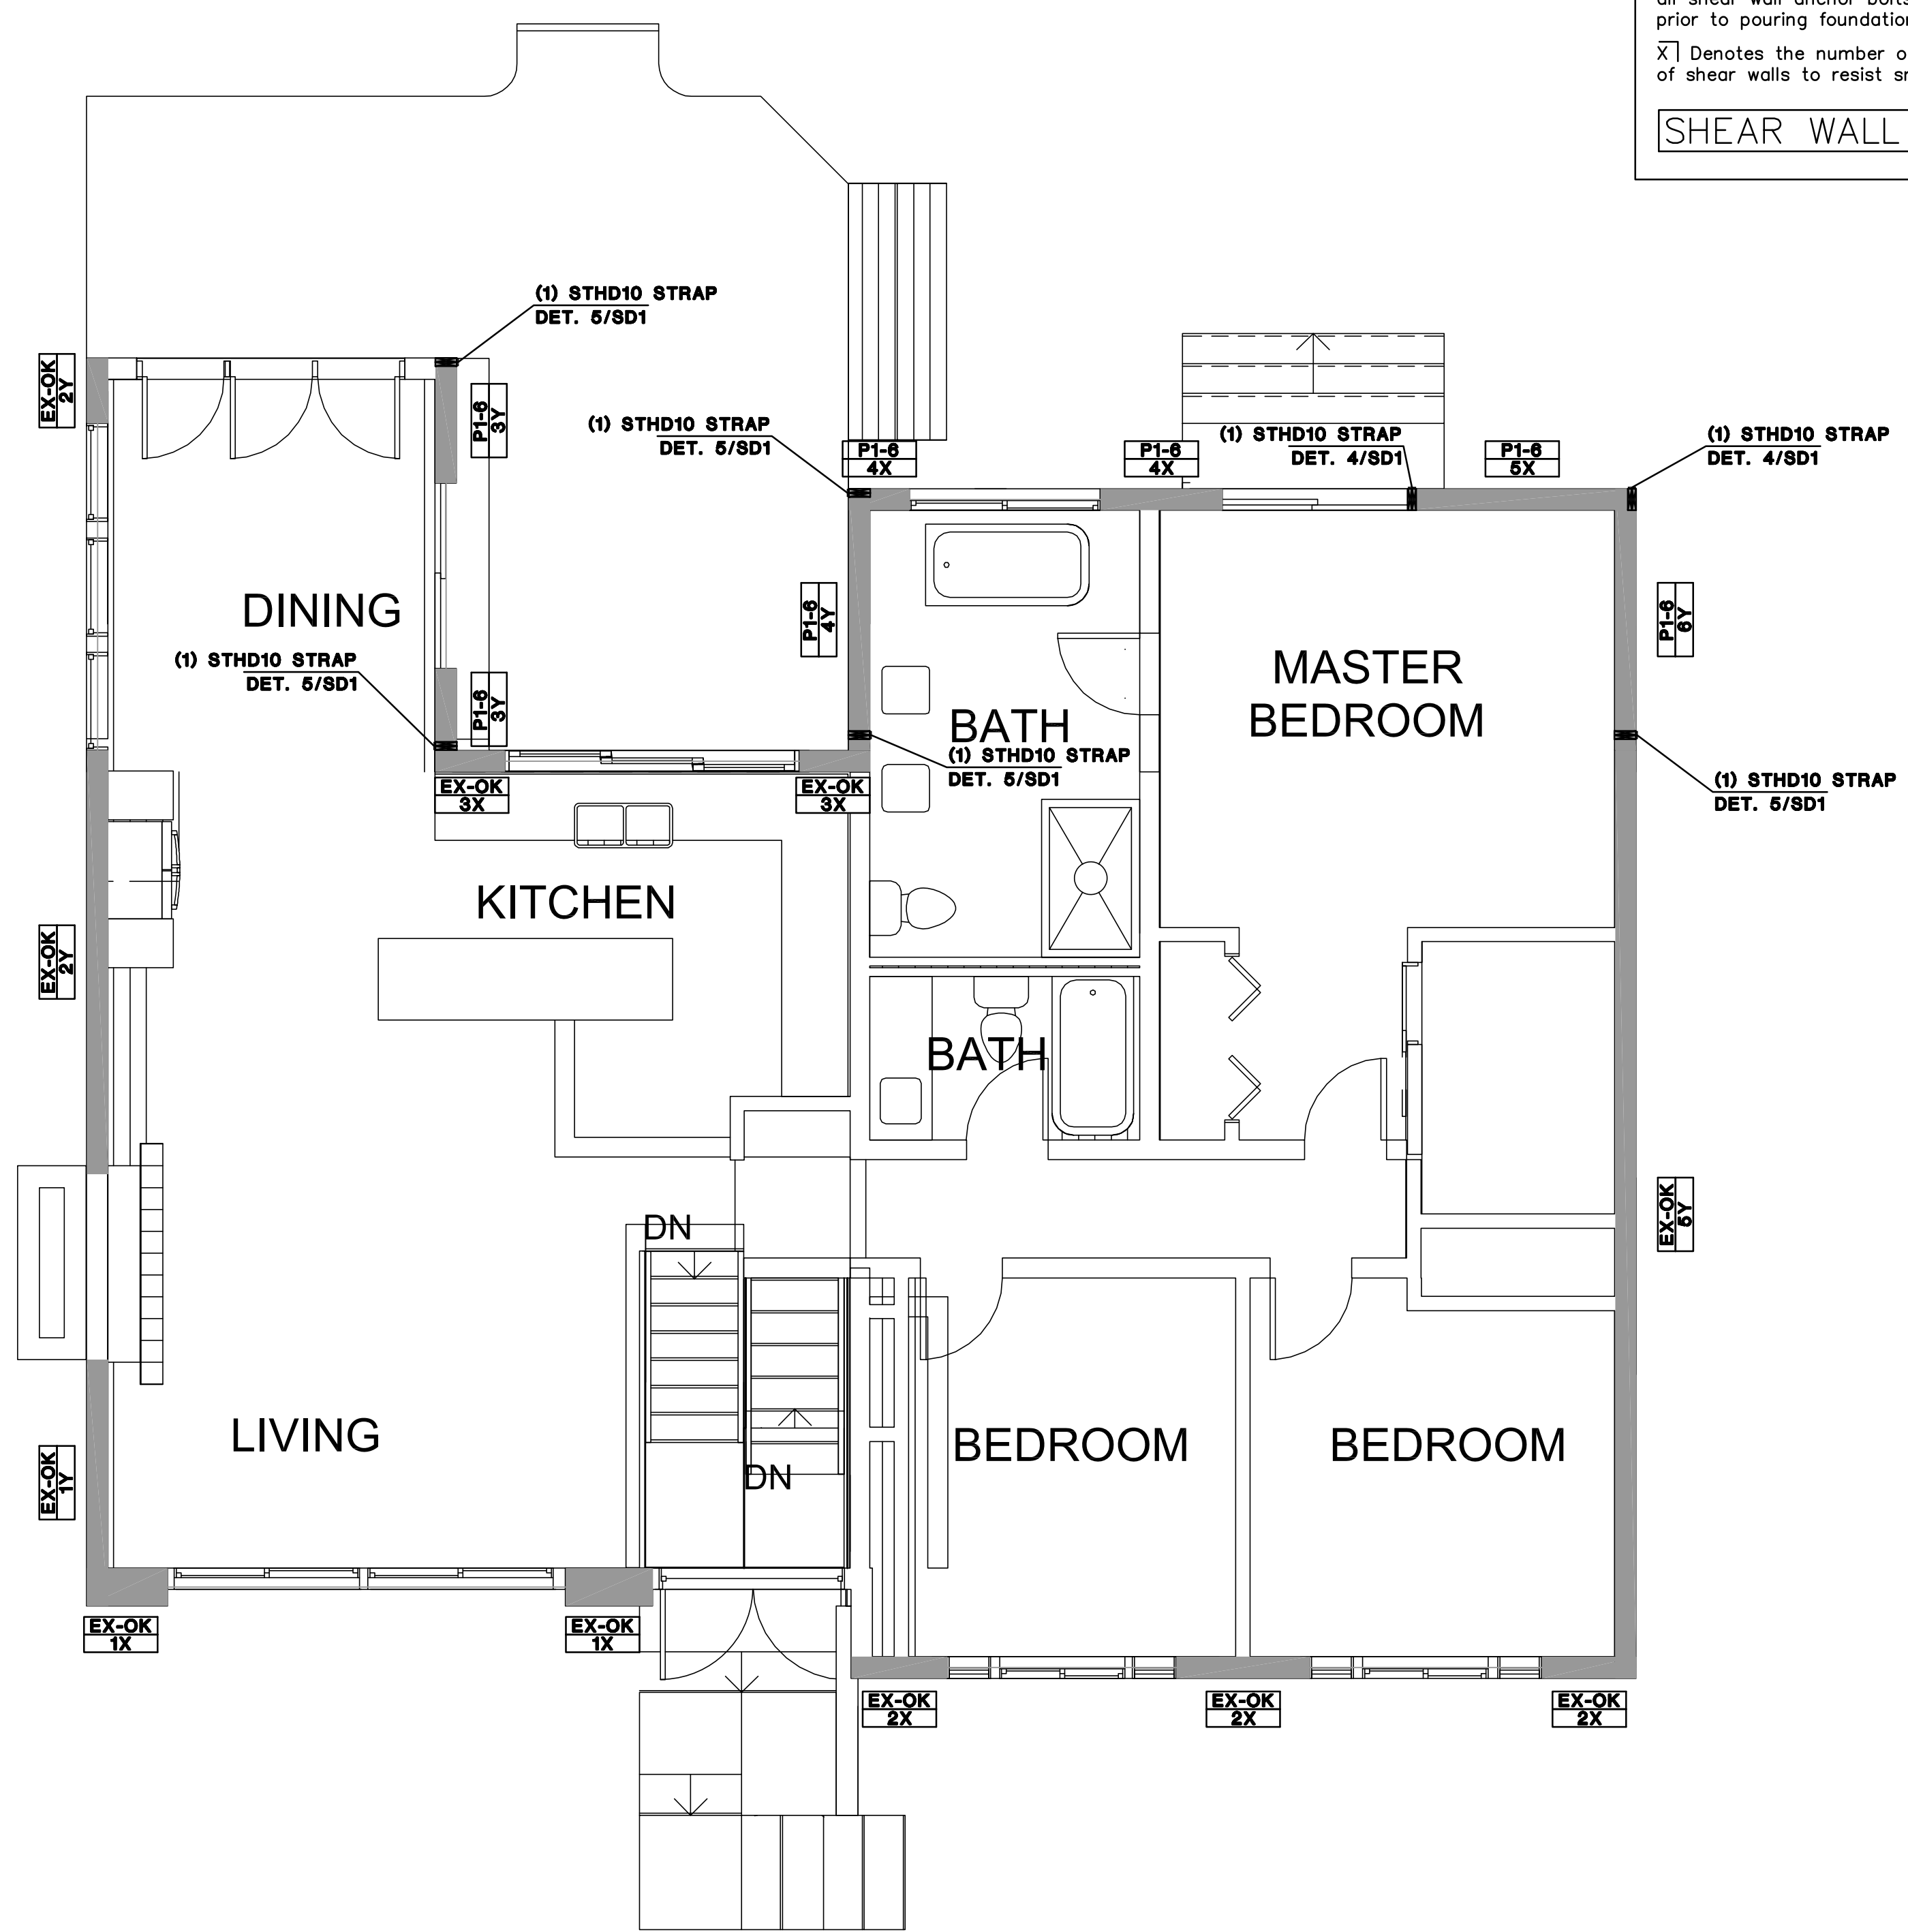 all shear wall anchor bolts
prior to pouring foundation
X Denotes the number o
of shear walls to resist
SHEAR WALL
(1) STHD10 STRAP
DET. 5/SD1
EX-OK
2Y
P1-6
3Y
(1) STHD10 STRAP
DET. 5/SD1
P1-6
4X
P1-6
4X
(1) STHD10 STRAP
DET. 4/SD1
P1-6
5X
(1) STHD10 STRAP
DET. 4/SD1
DINING
P1-6
4Y
P1-6
6Y
(1) STHD10 STRAP
DET. 5/SD1
MASTER
BEDROOM
P1-6
3Y
BATH
(1) STHD10 STRAP
DET. 5/SD1
(1) STHD10 STRAP
DET. 5/SD1
EX-OK
3X
EX-OK
3X
KITCHEN
EX-OK
2Y
BATH
EX-OK
5Y
DN
LIVING
BEDROOM
BEDROOM
EX-OK
1Y
DN
EX-OK
1X
EX-OK
1X
EX-OK
2X
EX-OK
2X
EX-OK
2X